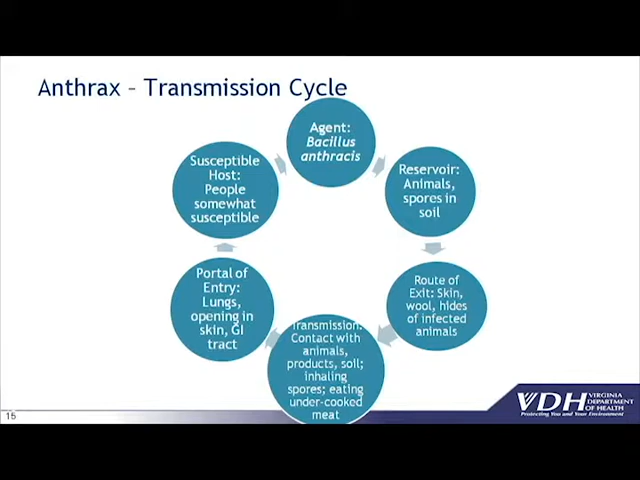 Anthrax – Transmission Cycle
Agent:
Bacillus
anthracis
Reservoir:
Animals,
spores in
soil
Route of
Exit: Skin,
wool, hides
of infected
animals
Transmission:
Contact with
animals,
products, soil;
inhaling
spores; eating
under-cooked
meat
Portal of
Entry:
Lungs,
opening in
skin, GI
tract
Susceptible
Host:
People
somewhat
susceptible
15
VDH VIRGINIA
DEPARTMENT
OF HEALTH
Protecting You and Your Environment